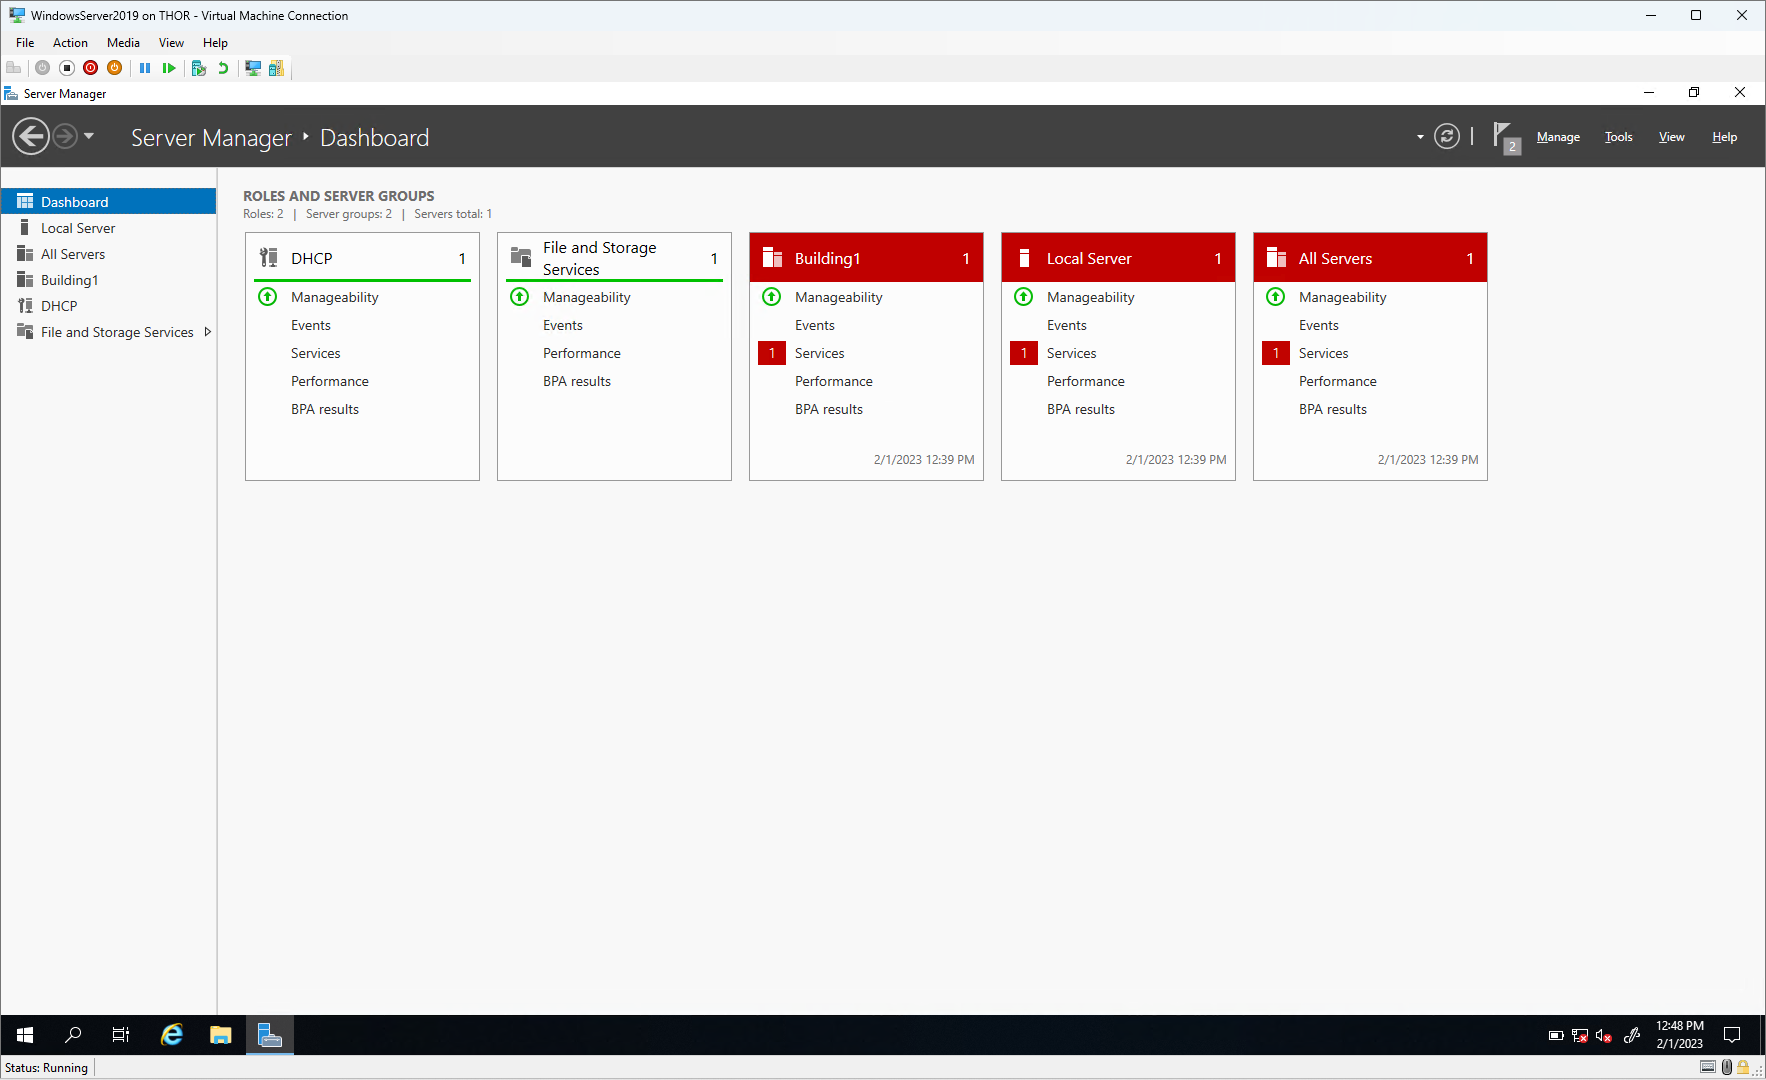 WindowsServer2019 on THOR - Virtual Machine Connection
File Action Media View Help
Server Manager
Server Manager Dashboard
2 Manage Tools View Help
Dashboard
Local Server
All Servers
Building1
DHCP
File and Storage Services
ROLES AND SERVER GROUPS
Roles: 2 | Server groups: 2 | Servers total: 1
DHCP 1
Manageability
Events
Services
Performance
BPA results
File and Storage
Services 1
Manageability
Events
Performance
BPA results
Building1 1
Manageability
Events
1 Services
Performance
BPA results
2/1/2023 12:39 PM
Local Server 1
Manageability
Events
1 Services
Performance
BPA results
2/1/2023 12:39 PM
All Servers 1
Manageability
Events
1 Services
Performance
BPA results
2/1/2023 12:39 PM
12:48 PM
2/1/2023
Status: Running